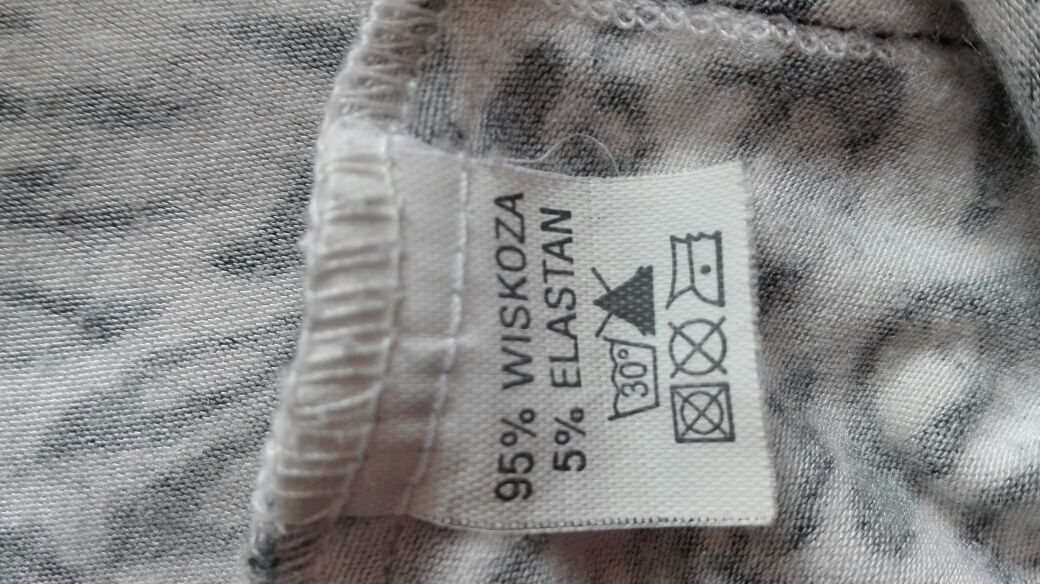 95% WISKOZA
5% ELASTAN
30°